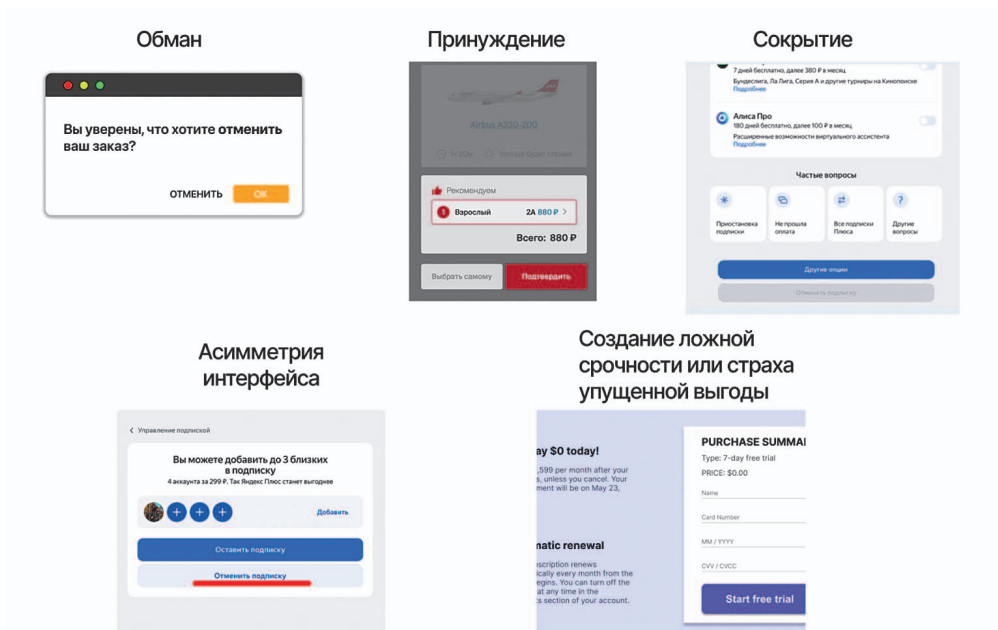 Обман
Вы уверены, что хотите отменить
ваш заказ?
ОТМЕНИТЬ
OK
Принуждение
Airbus A330-200
Рекомендуем
1 Взрослый 2A 880 ₽ >
Всего: 880 ₽
Выбрать самому
Подтвердить
Сокрытие
7 дней бесплатно, далее 380 ₽ в месяц
Бундеслига, Ла Лига, Серия А и другие турниры на Кинопоиске
Подробнее
Алиса Про
180 дней бесплатно, далее 100 ₽ в месяц
Расширенные возможности виртуального ассистента
Подробнее
Частые вопросы
Приостановка
подписки
Не прошла
оплата
Все подписки
Плюса
?
Другие
вопросы
Другие опции
Отменить подписку
Асимметрия
интерфейса
Управление подпиской
Вы можете добавить до 3 близких
в подписку
4 аккаунта за 299 ₽. Так Яндекс Плюс станет выгоднее
Добавить
Оставить подписку
Отменить подписку
Создание ложной
срочности или страха
упущенной выгоды
ay $0 today!
,599 per month after your
s, unless you cancel. Your
ment will be on May 23,
matic renewal
oscription renews
ically every month from the
egins. You can turn off the
at any time in the
s section of your account.
PURCHASE SUMMAI
Type: 7-day free trial
PRICE: $0.00
Name
Card Number
MM / YYYY
CVV / CVCC
Start free trial